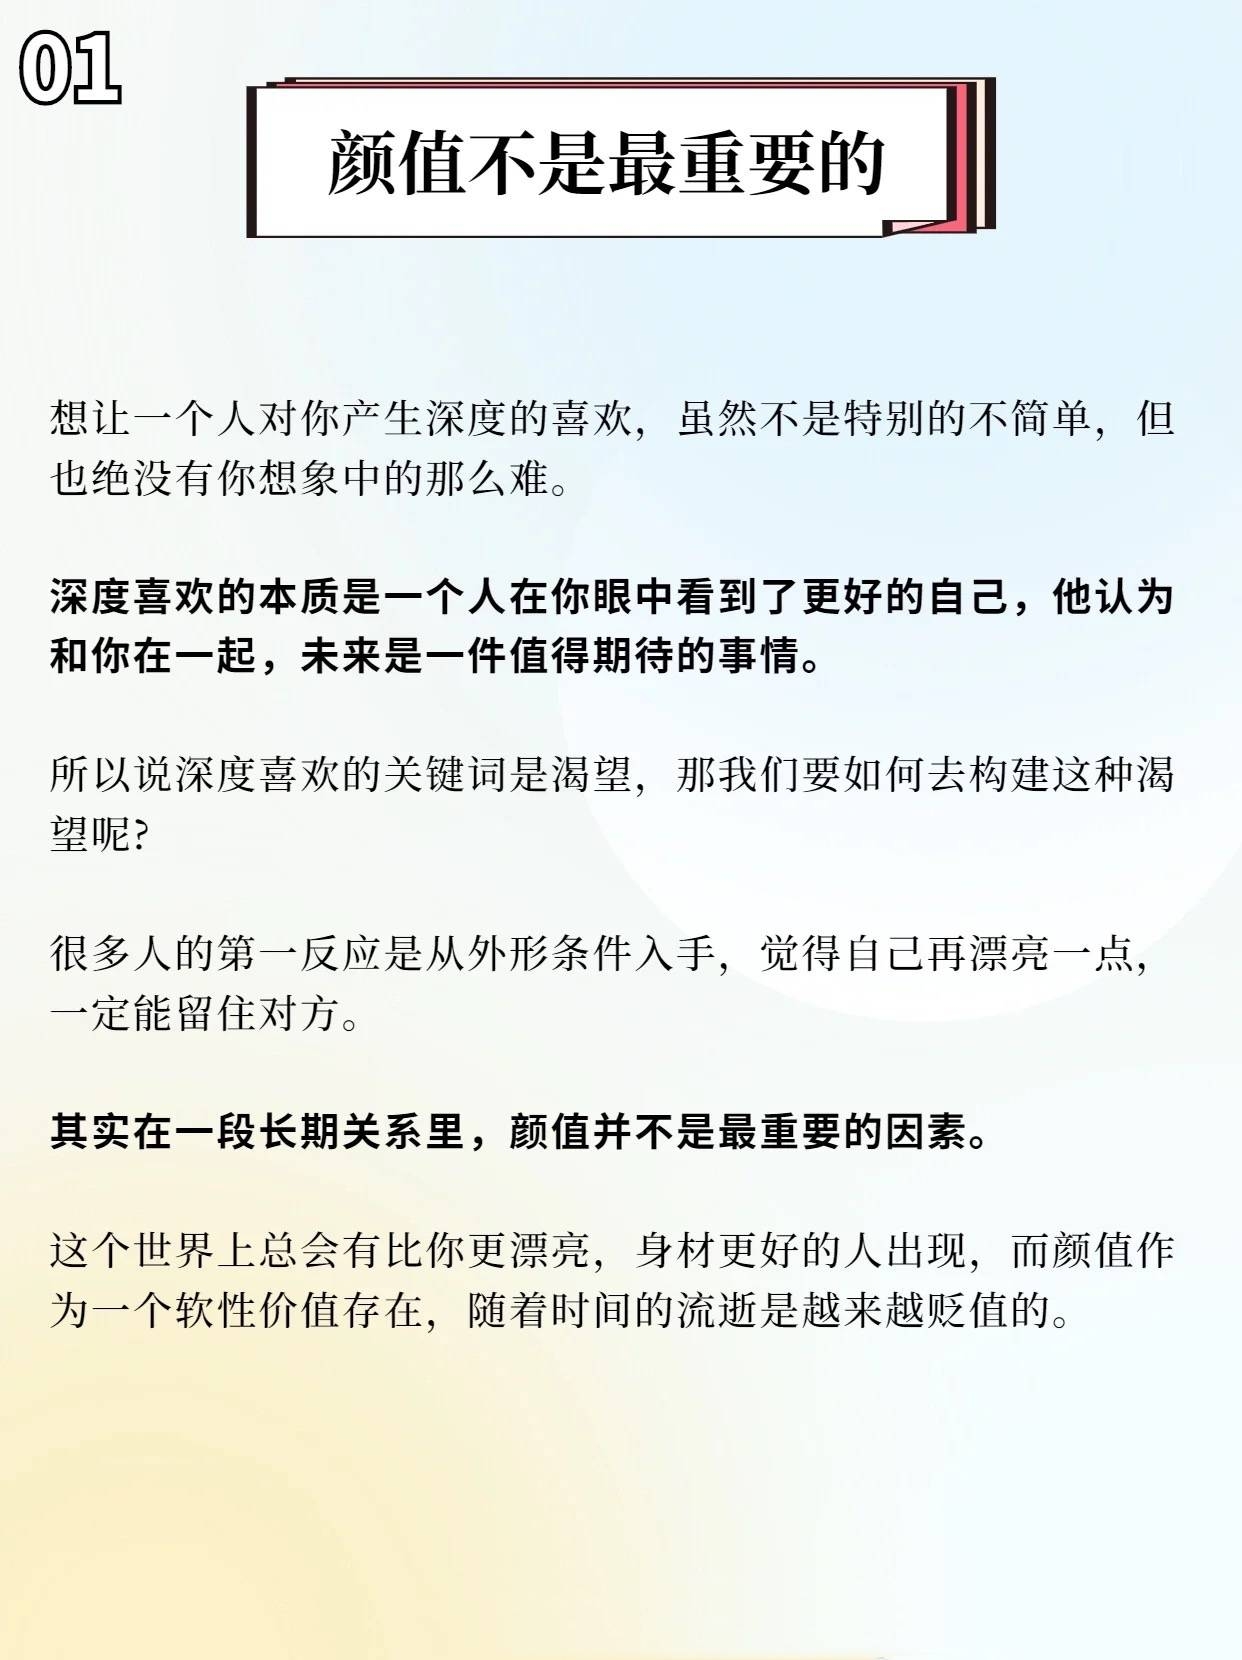 01
颜值不是最重要的
想让一个人对你产生深度的喜欢，虽然不是特别的不简单，但
也绝没有你想象中的那么难。
深度喜欢的本质是一个人在你眼中看到了更好的自己，他认为
和你在一起，未来是一件值得期待的事情。
所以说深度喜欢的关键词是渴望，那我们要如何去构建这种渴
望呢?
很多人的第一反应是从外形条件入手，觉得自己再漂亮一点，
一定能留住对方。
其实在一段长期关系里，颜值并不是最重要的因素。
这个世界上总会有比你更漂亮，身材更好的人出现，而颜值作
为一个软性价值存在，随着时间的流逝是越来越贬值的。